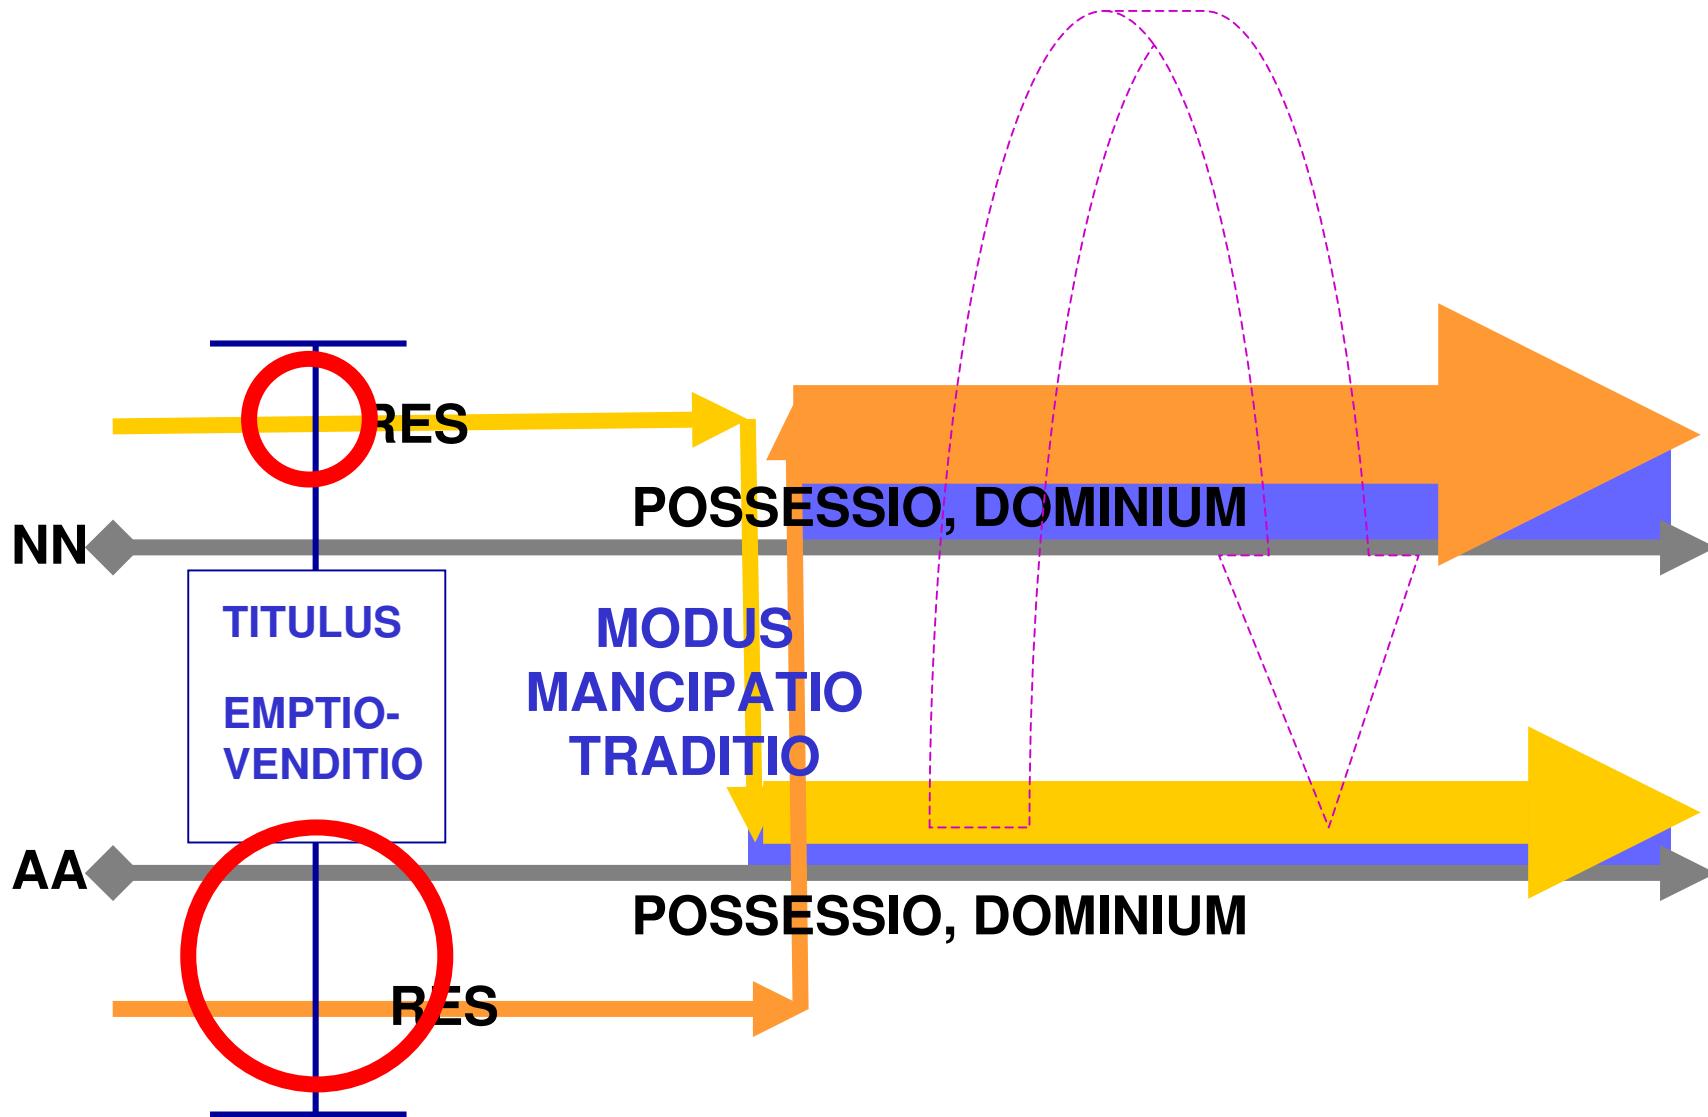 RES
POSSESSIO, DOMINIUM
NN
TITULUS
EMPTIO-
VENDITIO
MODUS
MANCIPATIO
TRADITIO
AA
POSSESSIO, DOMINIUM
RES